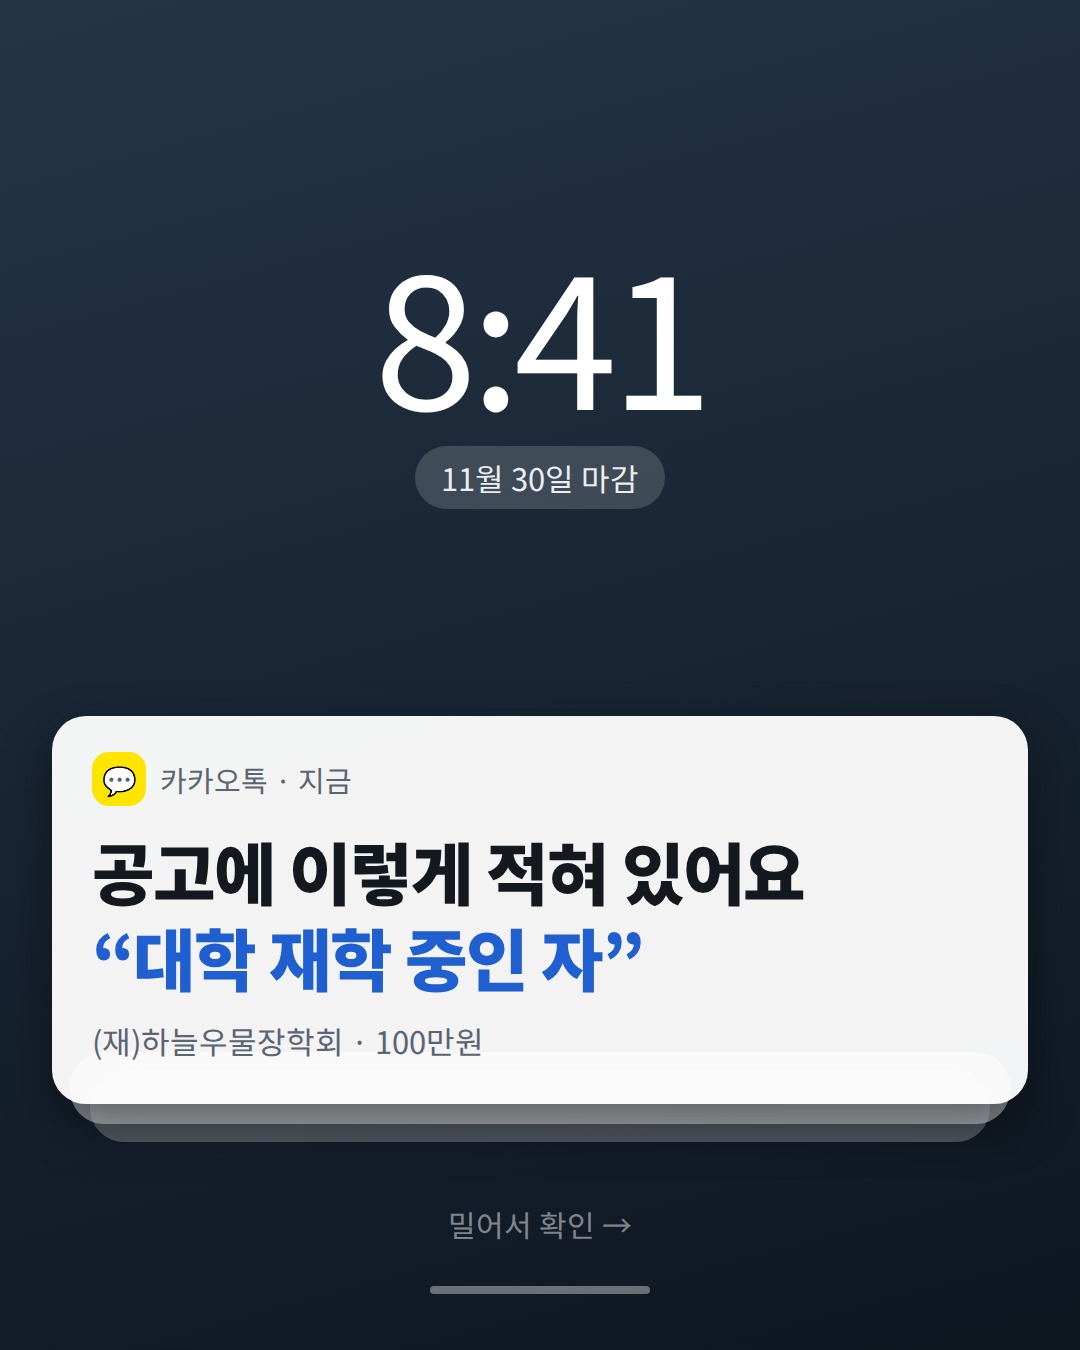 8:41
11월 30일 마감
카카오톡 · 지금
공고에 이렇게 적혀 있어요
“대학 재학 중인 자”
(재)하늘우물장학회 · 100만원
밀어서 확인 →